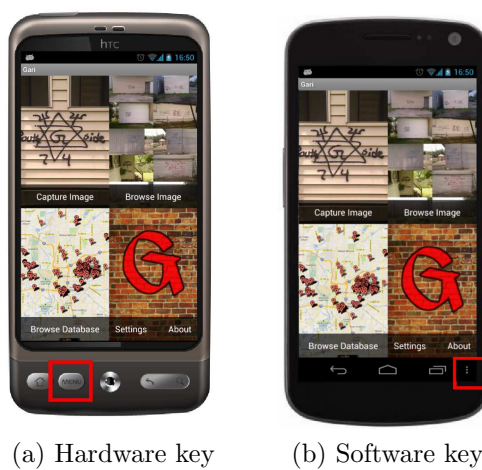 htc
16:50
16:50
Gari
Gari
Capture Image
Browse Image
Capture Image
Browse Image
G
G
Browse Database
Settings
About
Browse Database
Settings
About
MENU
(a) Hardware key
(b) Software key